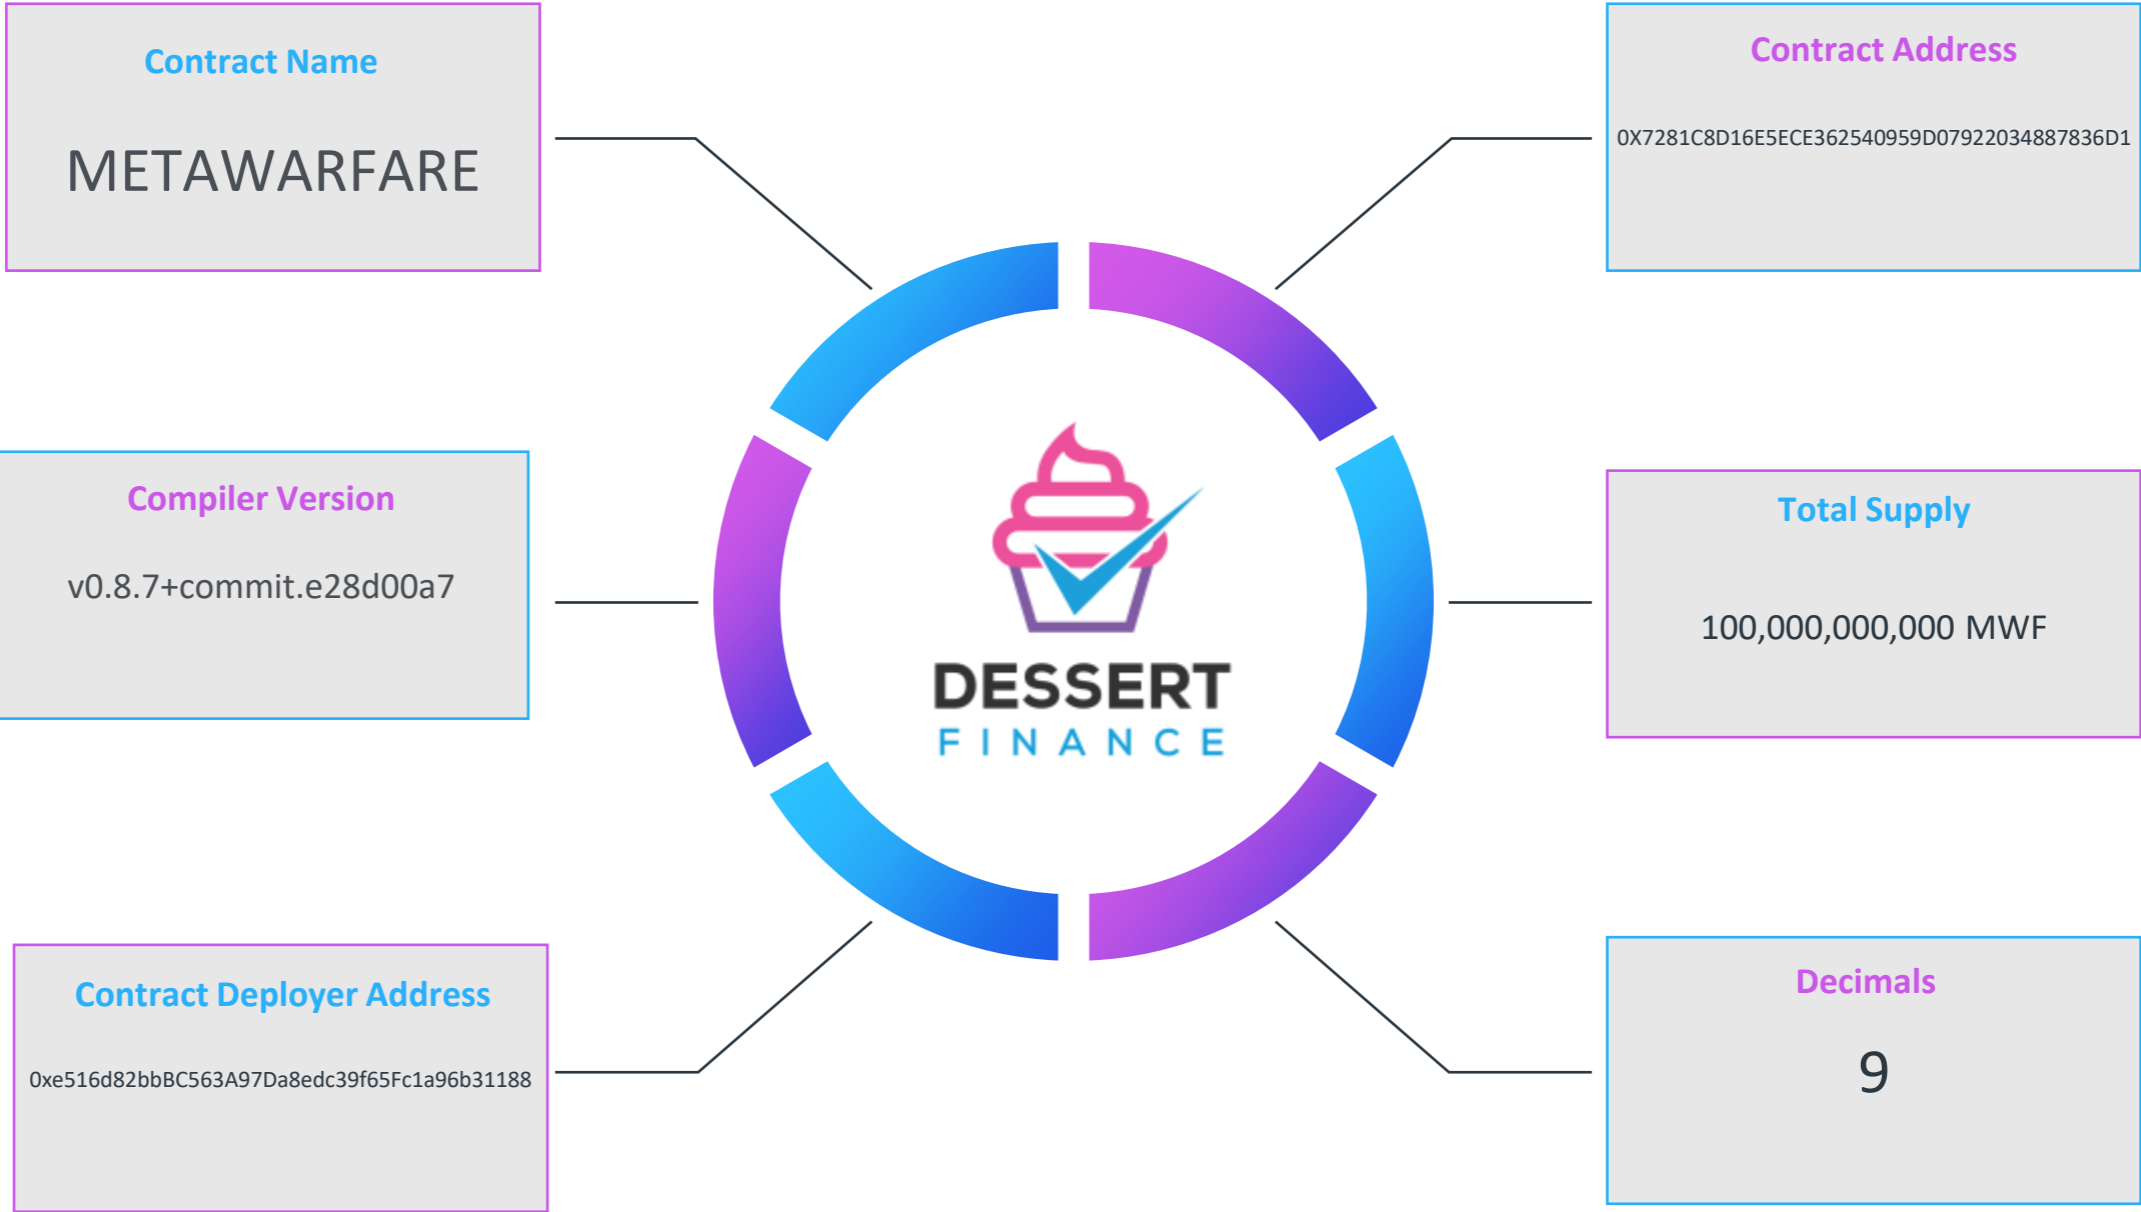 Contract Name
METAWARFARE
Contract Address
0X7281C8D16E5ECE362540959D07922034887836D1
Compiler Version
v0.8.7+commit.e28d00a7
DESSERT
FINANCE
Total Supply
100,000,000,000 MWF
Contract Deployer Address
0xe516d82bbBC563A97Da8edc39f65Fc1a96b31188
Decimals
9